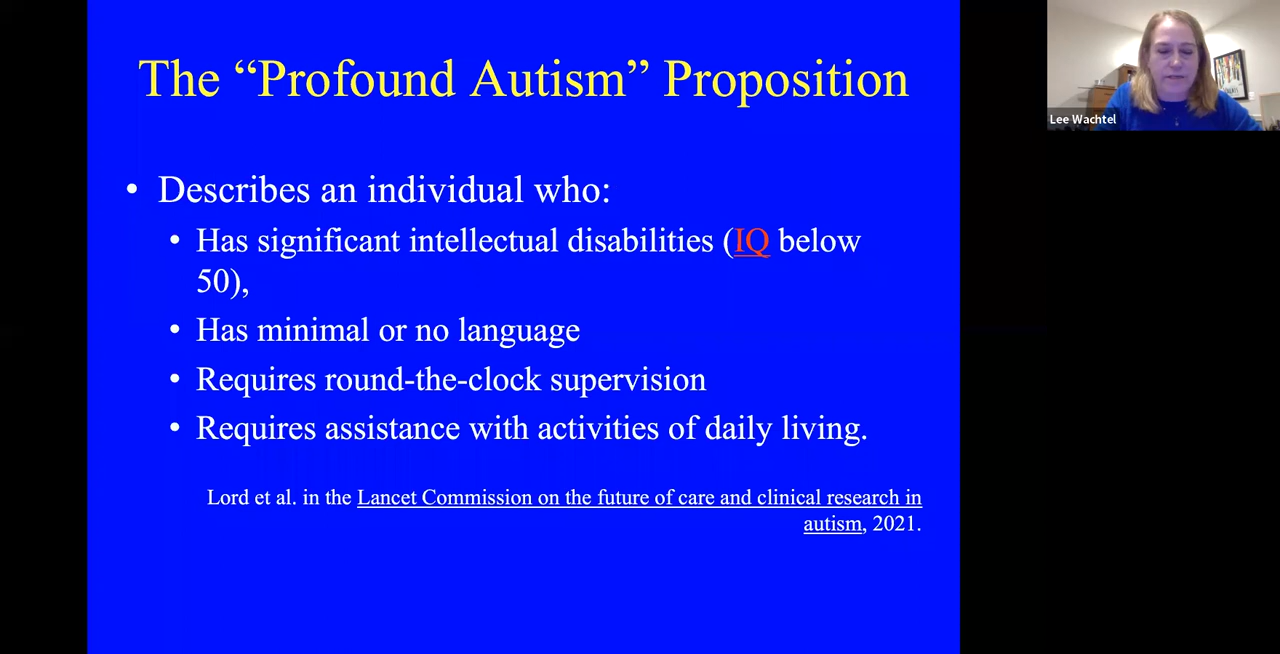 The “Profound Autism” Proposition
• Describes an individual who:
• Has significant intellectual disabilities (IQ below
50),
• Has minimal or no language
• Requires round-the-clock supervision
• Requires assistance with activities of daily living.
Lord et al. in the Lancet Commission on the future of care and clinical research in
autism, 2021.
Lee Wachtel